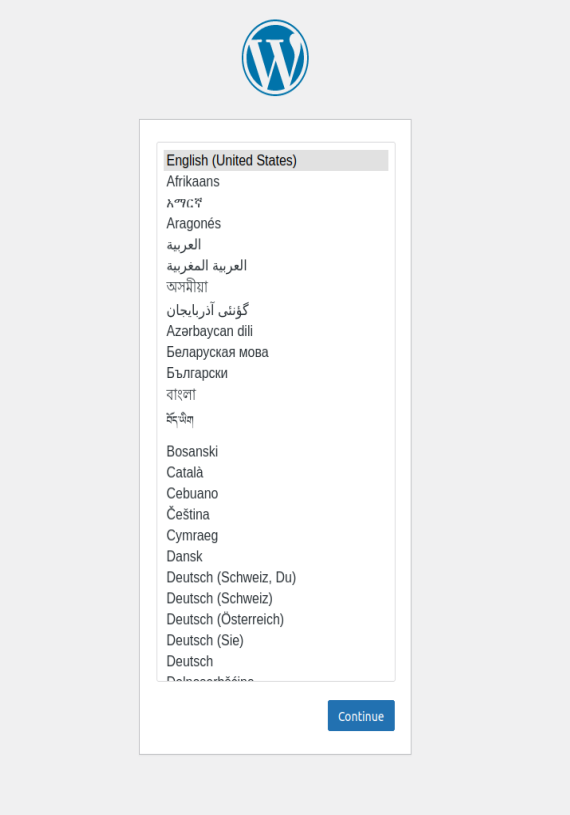 English (United States)
Afrikaans
አማርኛ
Aragonés
العربية
العربية المغربية
অসমীয়া
گؤنئی آذربایجان
Azərbaycan dili
Беларуская мова
Български
বাংলা
བོད་ཡིག
Bosanski
Català
Cebuano
Čeština
Cymraeg
Dansk
Deutsch (Schweiz, Du)
Deutsch (Schweiz)
Deutsch (Österreich)
Deutsch (Sie)
Deutsch
Continue